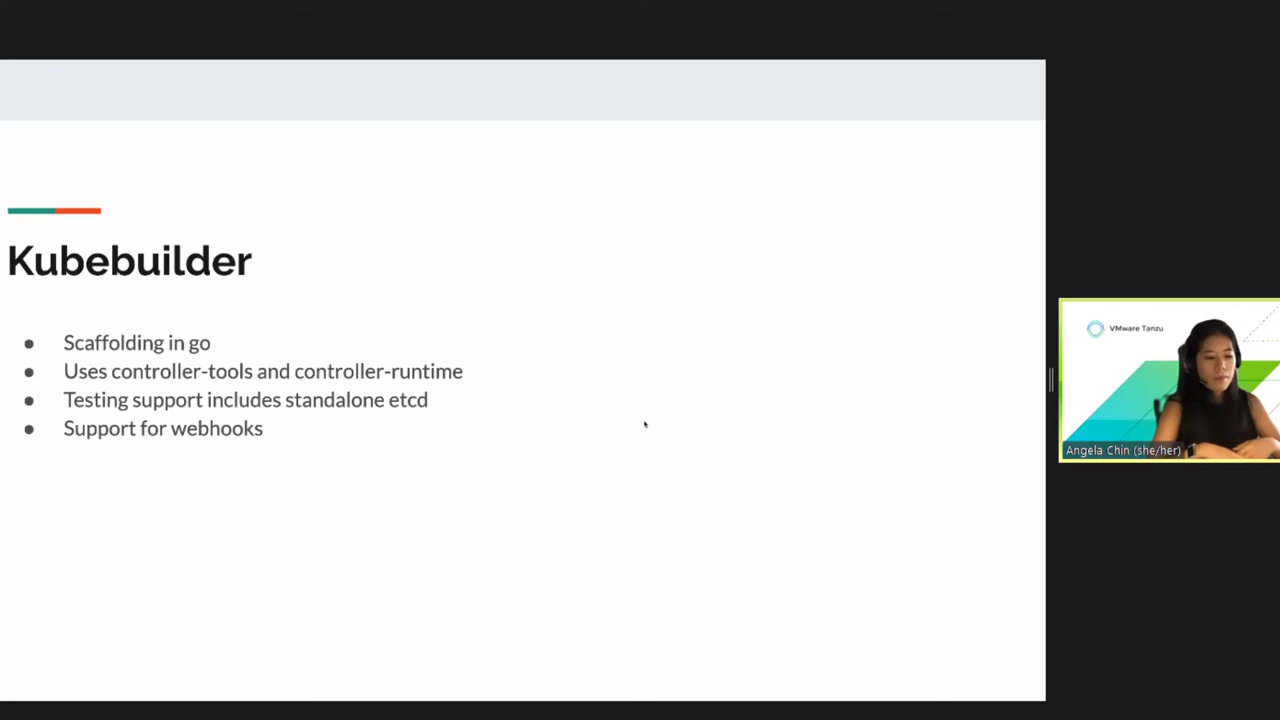 Kubebuilder
● Scaffolding in go
● Uses controller-tools and controller-runtime
● Testing support includes standalone etcd
● Support for webhooks
VMware Tanzu
Angela Chin (she/her)